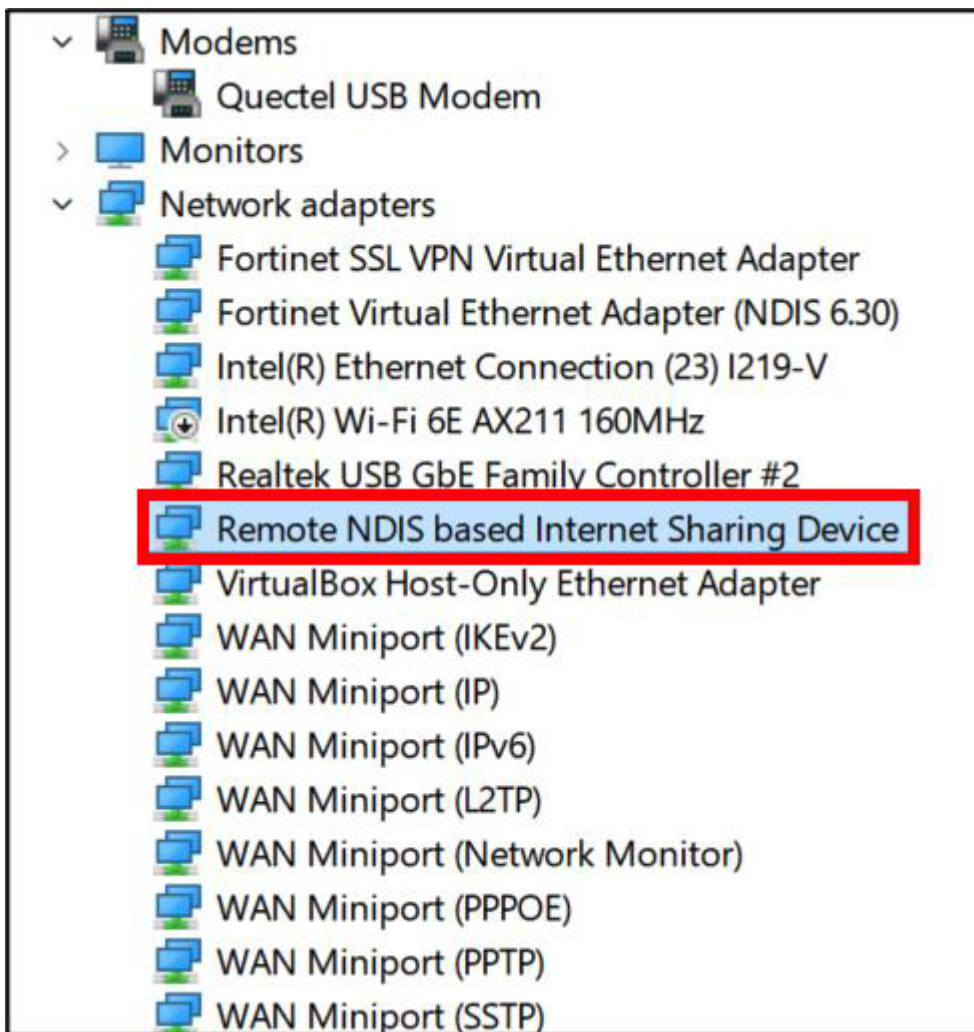 Modems
Quectel USB Modem
Monitors
Network adapters
Fortinet SSL VPN Virtual Ethernet Adapter
Fortinet Virtual Ethernet Adapter (NDIS 6.30)
Intel(R) Ethernet Connection (23) I219-V
Intel(R) Wi-Fi 6E AX211 160MHz
Realtek USB GbE Family Controller #2
Remote NDIS based Internet Sharing Device
VirtualBox Host-Only Ethernet Adapter
WAN Miniport (IKEv2)
WAN Miniport (IP)
WAN Miniport (IPv6)
WAN Miniport (L2TP)
WAN Miniport (Network Monitor)
WAN Miniport (PPPOE)
WAN Miniport (PPTP)
WAN Miniport (SSTP)